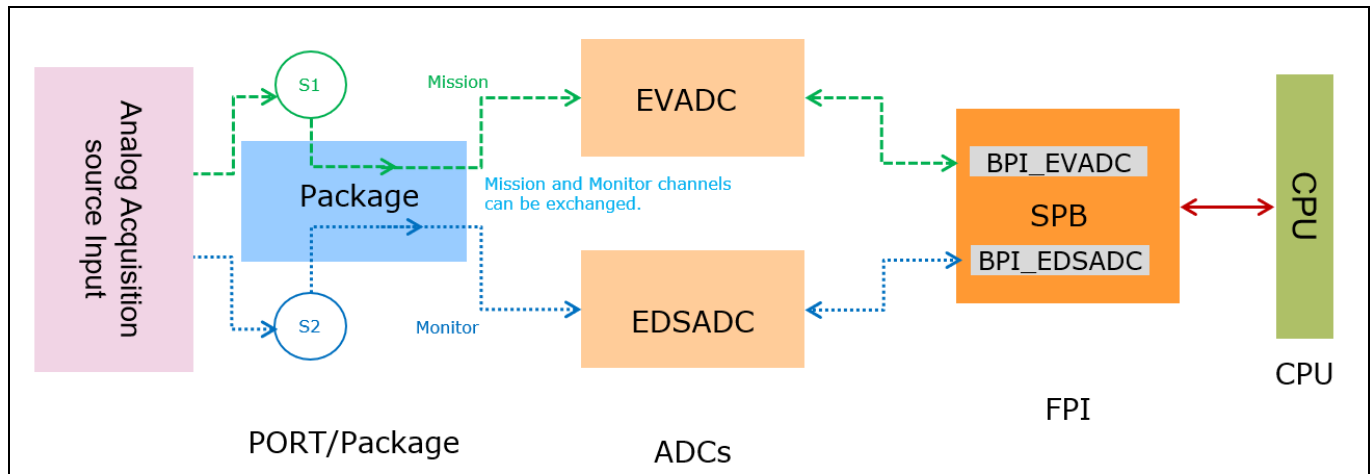 Analog Acquisition
source Input
S1
Mission
Package
Mission and Monitor channels
can be exchanged.
S2
Monitor
PORT/Package
EVADC
EDSADC
ADCs
BPI_EVADC
SPB
BPI_EDSADC
FPI
CPU
CPU